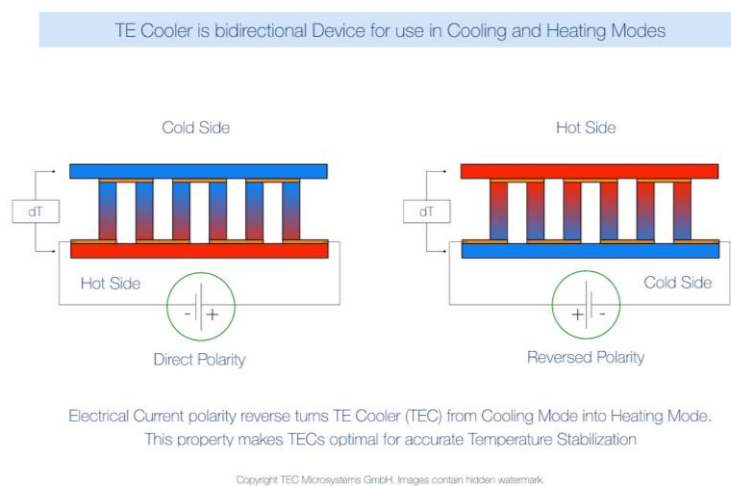 TE Cooler is bidirectional Device for use in Cooling and Heating Modes
Cold Side
Hot Side
dT
dT
Hot Side
Cold Side
- +
+ -
Direct Polarity
Reversed Polarity
Electrical Current polarity reverse turns TE Cooler (TEC) from Cooling Mode into Heating Mode.
This property makes TECs optimal for accurate Temperature Stabilization
Copyright TEC Microsystems GmbH. Images contain hidden watermark.